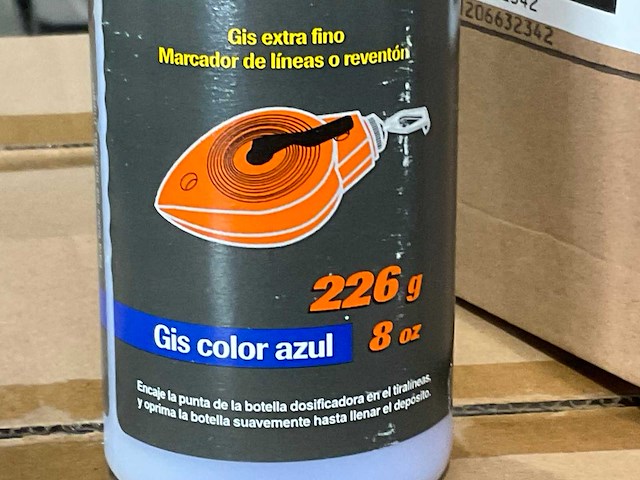 Gis extra fino
Marcador de líneas o reventón
226 g
8 oz
Gis color azul
Encaje la punta de la botella dosificadora en el tiralíneas,
y oprima la botella suavemente hasta llenar el depósito.
1206632342